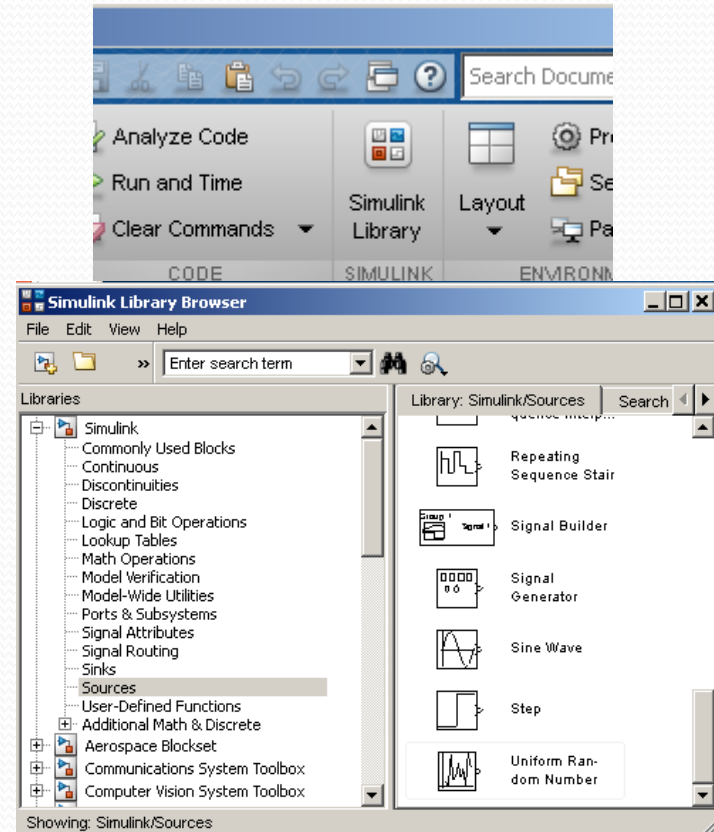 Search Docume
Analyze Code
Run and Time
Clear Commands
Simulink
Library
Layout
Pr
Se
Pa
CODE
SIMULINK
ENVIRONM
Simulink Library Browser
File Edit View Help
» Enter search term
Libraries
Simulink
Commonly Used Blocks
Continuous
Discontinuities
Discrete
Logic and Bit Operations
Lookup Tables
Math Operations
Model Verification
Model-Wide Utilities
Ports & Subsystems
Signal Attributes
Signal Routing
Sinks
Sources
User-Defined Functions
Additional Math & Discrete
Aerospace Blockset
Communications System Toolbox
Computer Vision System Toolbox
Library: Simulink/Sources Search
Repeating
Sequence Stair
Signal Builder
Signal
Generator
Sine Wave
Step
Uniform Ran-
dom Number
Showing: Simulink/Sources